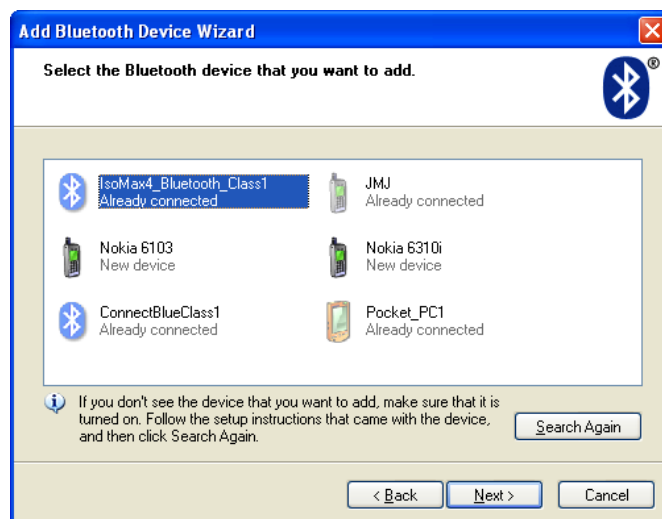 Add Bluetooth Device Wizard
Select the Bluetooth device that you want to add.
®
IsoMax4_Bluetooth_Class1
Already connected
JMJ
Already connected
Nokia 6103
New device
Nokia 6310i
New device
ConnectBlueClass1
Already connected
Pocket_PC1
Already connected
If you don't see the device that you want to add, make sure that it is
turned on. Follow the setup instructions that came with the device,
and then click Search Again.
Search Again
< Back
Next >
Cancel